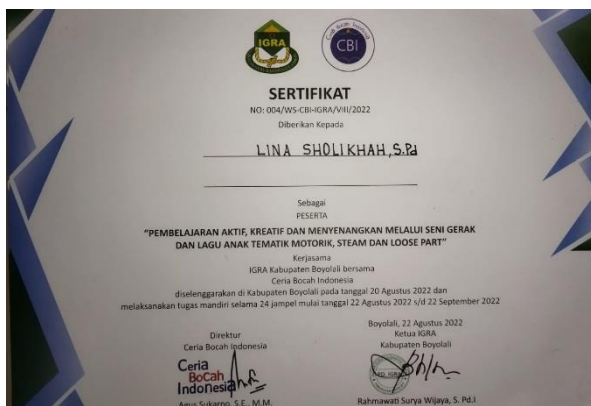 IGRA
CBI
SERTIFIKAT
NO: 004/WS-CBI-IGRA/VIII/2022
Diberikan Kepada
LINA SHOLIKHAH, S.Pd
Sebagai
PESERTA
"PEMBELAJARAN AKTIF, KREATIF DAN MENYENANGKAN MELALUI SENI GERAK
DAN LAGU ANAK TEMATIK MOTORIK, STEAM DAN LOOSE PART"
Kerjasama
IGRA Kabupaten Boyolali bersama
Ceria Bocah Indonesia
diselenggarakan di Kabupaten Boyolali pada tanggal 20 Agustus 2022 dan
melaksanakan tugas mandiri selama 24 jampel mulai tanggal 22 Agustus 2022 s/d 22 September 2022
Direktur
Ceria Bocah Indonesia
Ceria
BoCah
Indonesia
Agus Sukarno, S.E., M.M.
Boyolali, 22 Agustus 2022
Ketua IGRA
Kabupaten Boyolali
PD. IGRA
Rahmawati Surya Wijaya, S. Pd.I